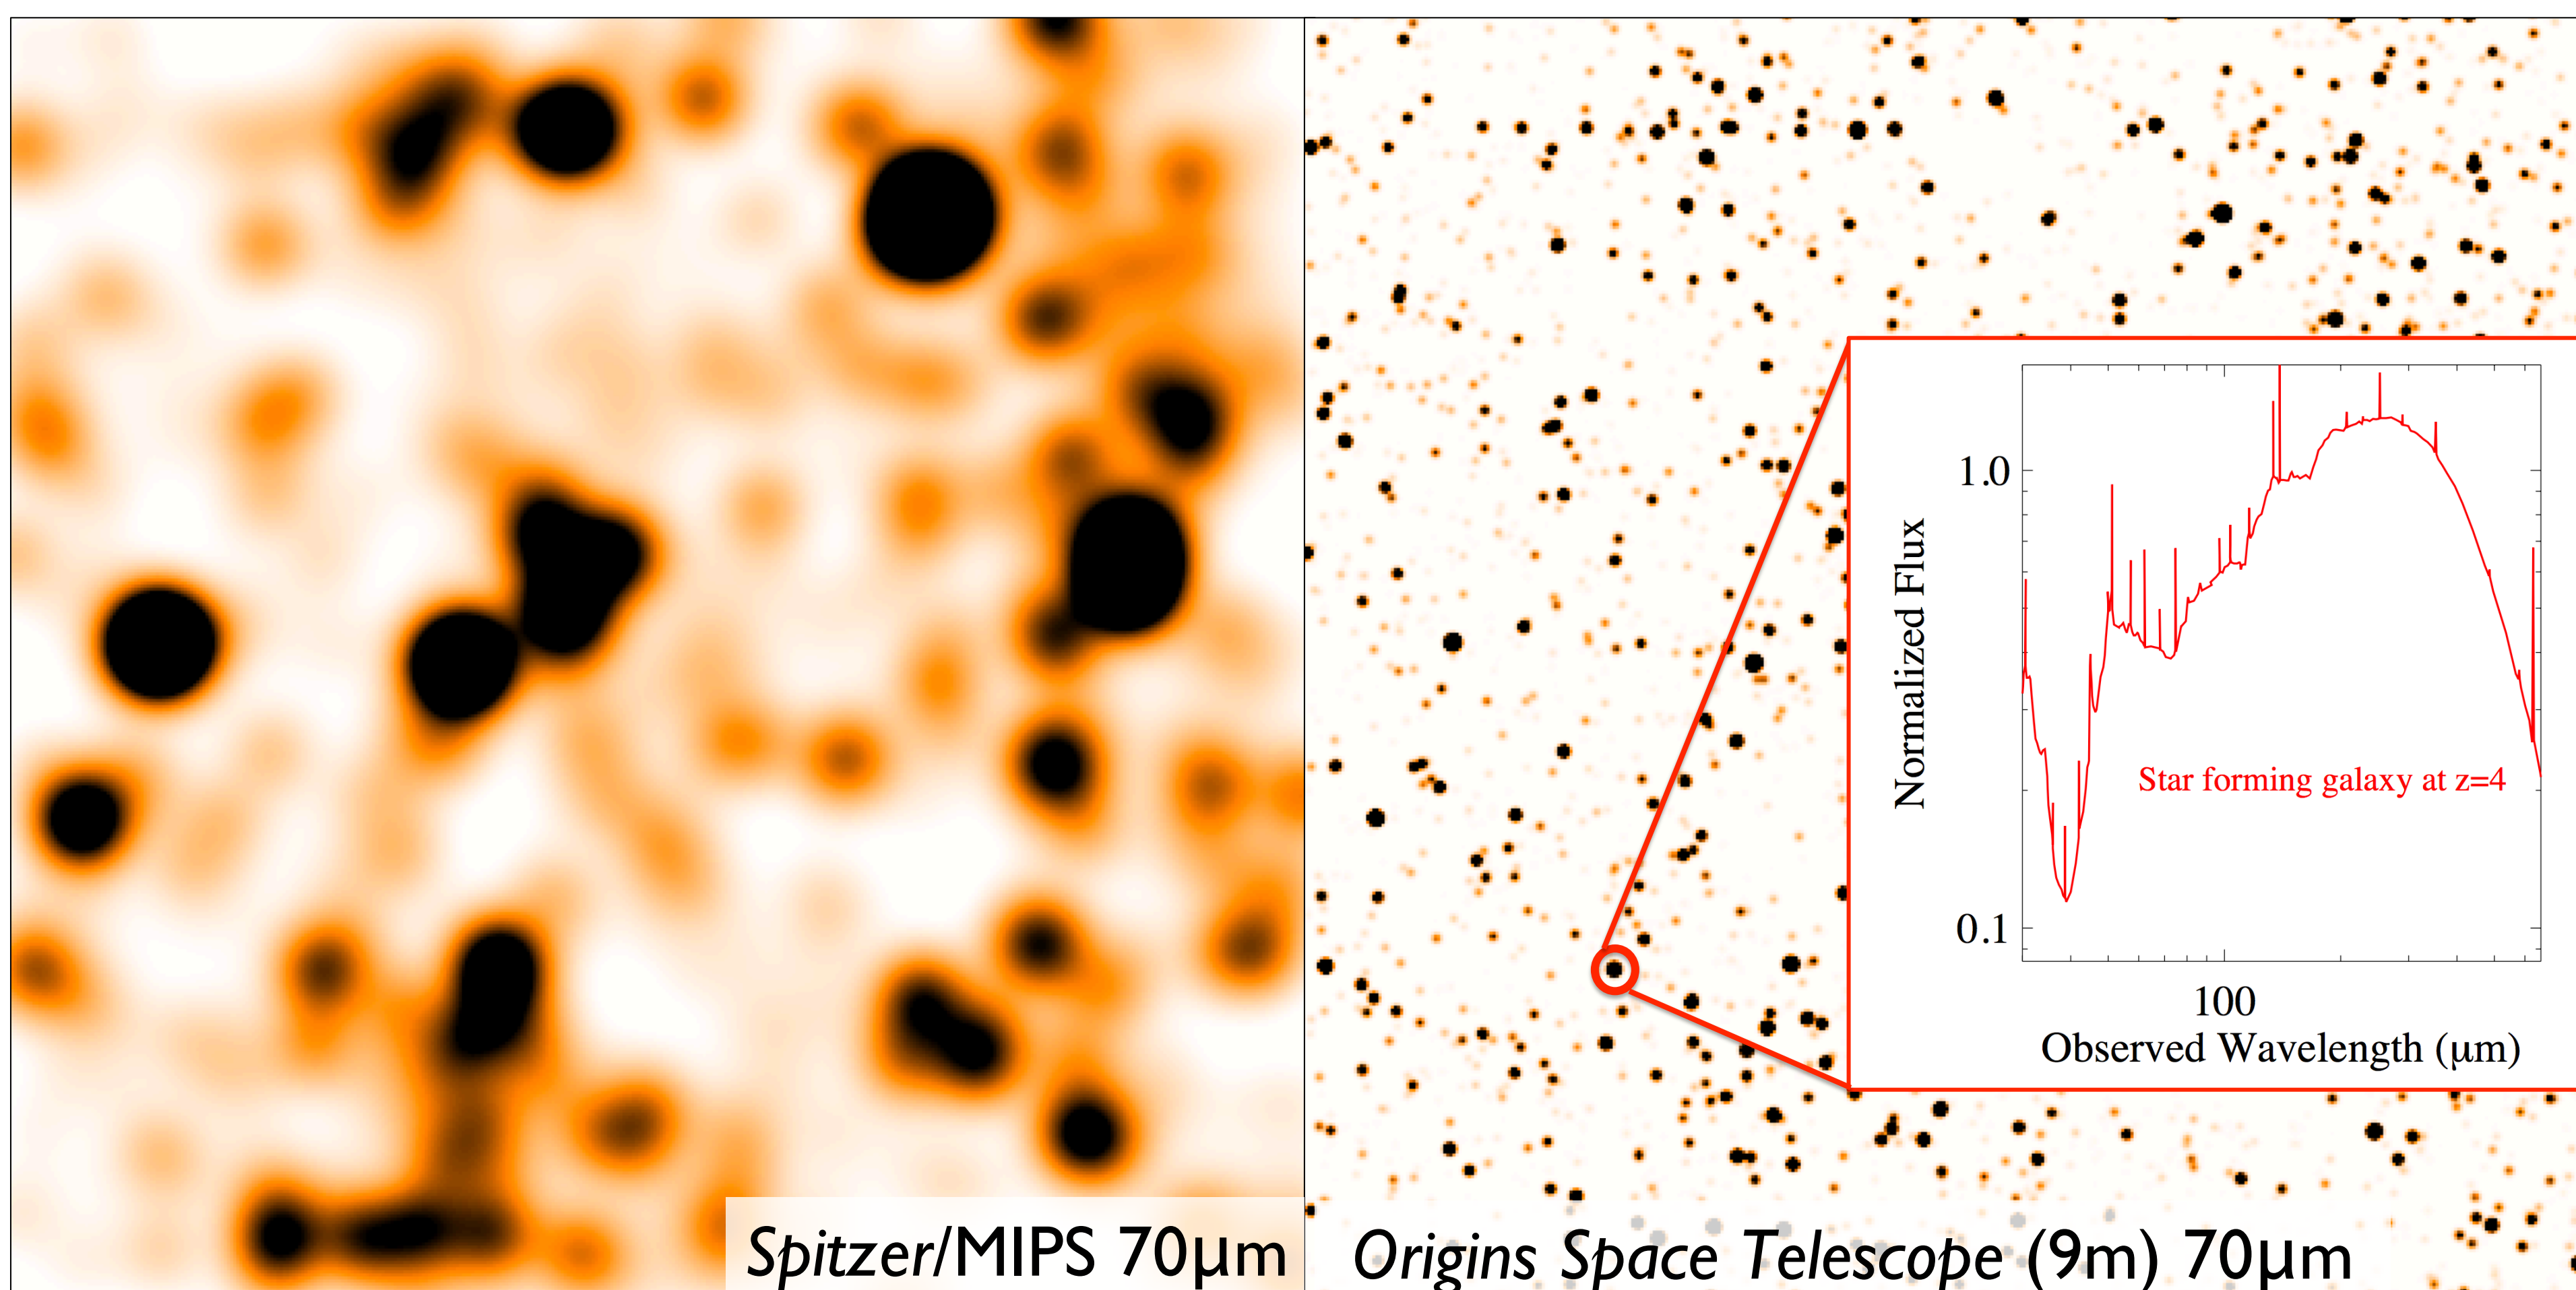 Spitzer/MIPS 70μm
Origins Space Telescope (9m) 70μm
1.0
0.1
Normalized Flux
Star forming galaxy at z=4
100
Observed Wavelength (μm)